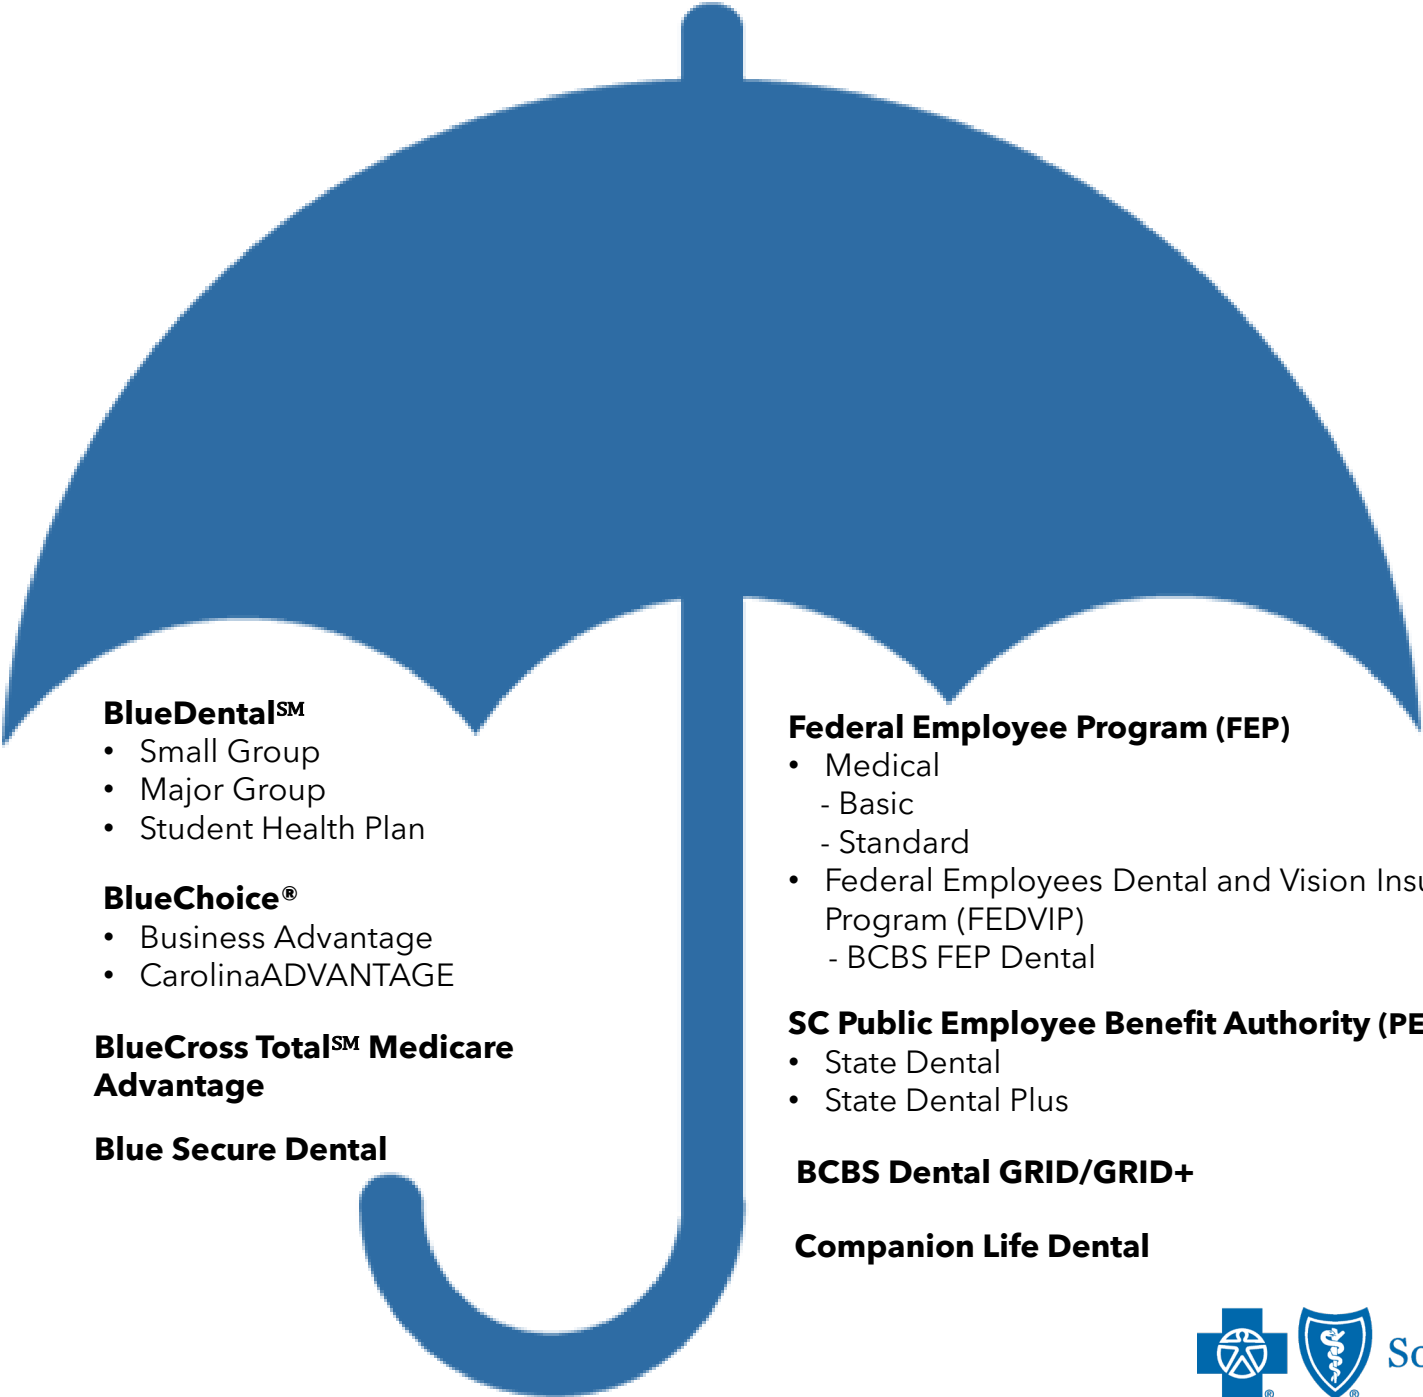 BlueDental℠
• Small Group
• Major Group
• Student Health Plan
BlueChoice®
• Business Advantage
• CarolinaADVANTAGE
BlueCross Total℠ Medicare
Advantage
Blue Secure Dental
Federal Employee Program (FEP)
• Medical
- Basic
- Standard
• Federal Employees Dental and Vision
Program (FEDVIP)
- BCBS FEP Dental
SC Public Employee Benefit Authority
• State Dental
• State Dental Plus
BCBS Dental GRID/GRID+
Companion Life Dental